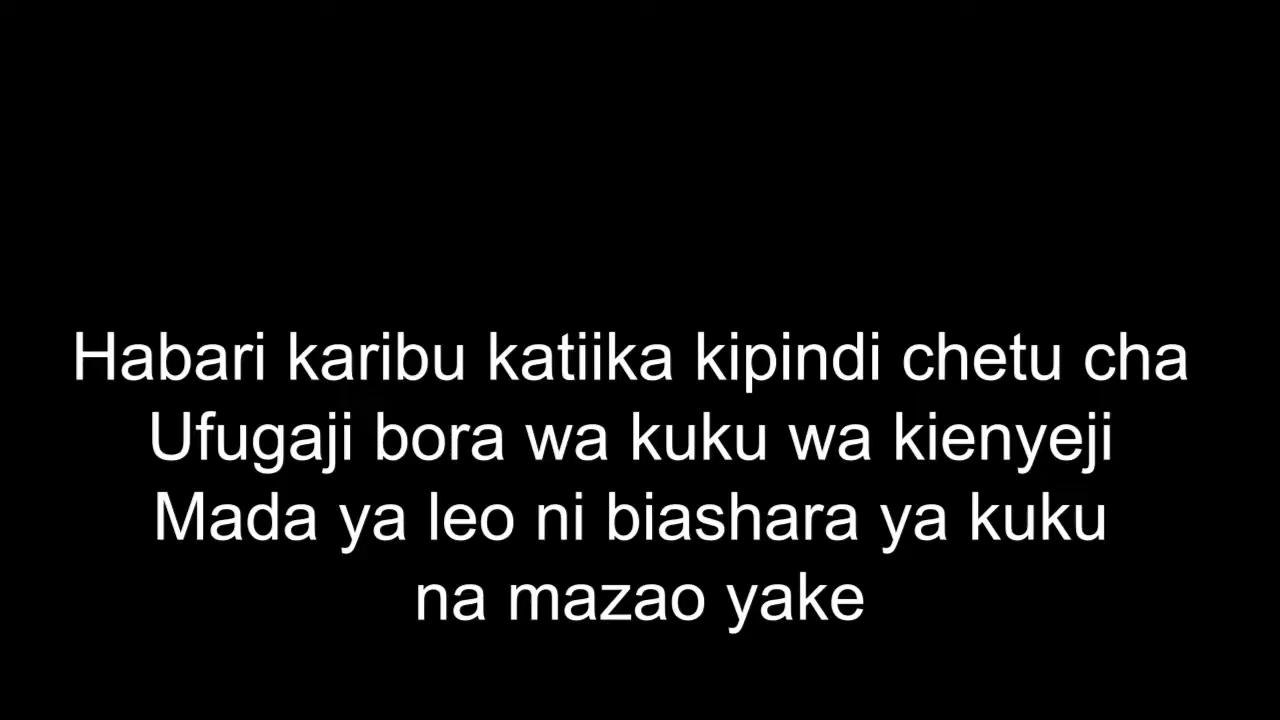 Habari karibu katiika kipindi chetu cha
Ufugaji bora wa kuku wa kienyeji
Mada ya leo ni biashara ya kuku
na mazao yake